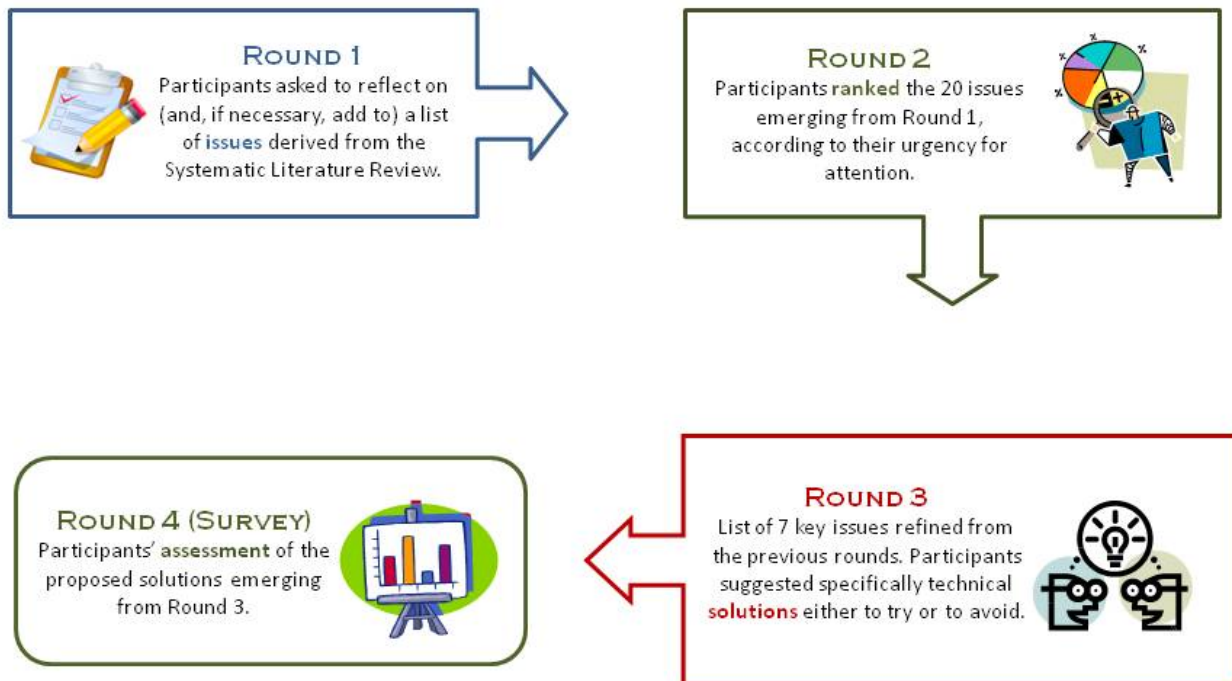 ROUND 1
Participants asked to reflect on
(and, if necessary, add to) a list
of issues derived from the
Systematic Literature Review.
ROUND 2
Participants ranked the 20 issues
emerging from Round 1,
according to their urgency for
attention.
% % % %
ROUND 3
List of 7 key issues refined from
the previous rounds. Participants
suggested specifically technical
solutions either to try or to avoid.
ROUND 4 (SURVEY)
Participants’ assessment of the
proposed solutions emerging
from Round 3.